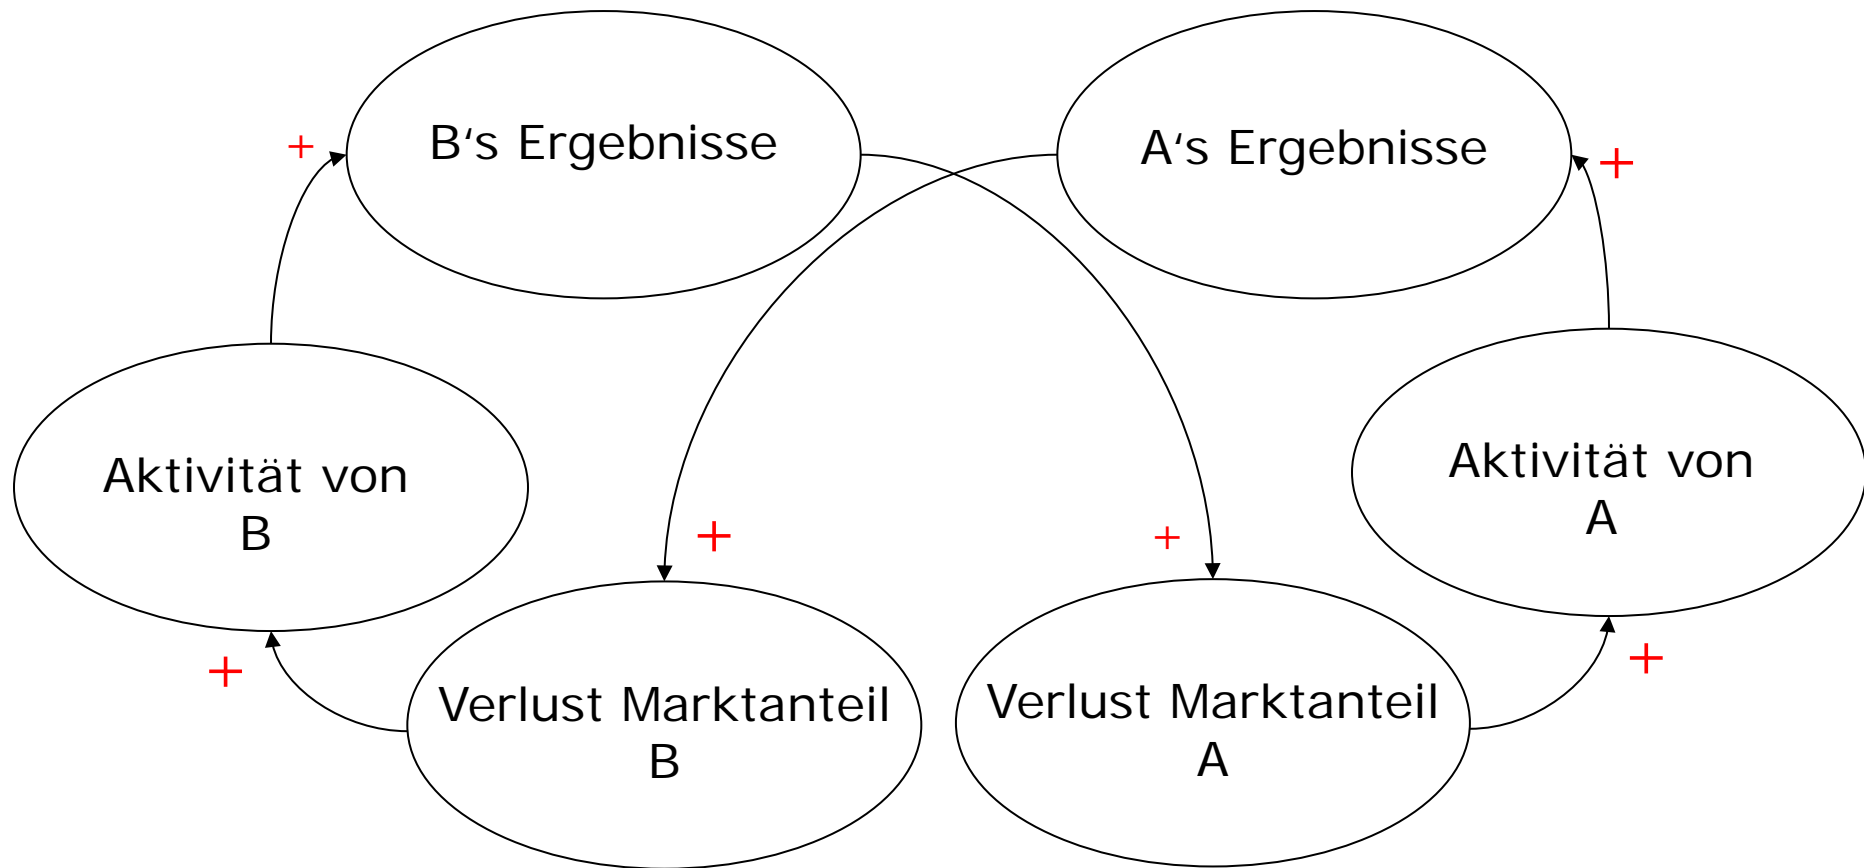 B‘s Ergebnisse
A‘s Ergebnisse
+
+
Aktivität von
B
Aktivität von
A
+
+
+
+
Verlust Marktanteil
B
Verlust Marktanteil
A